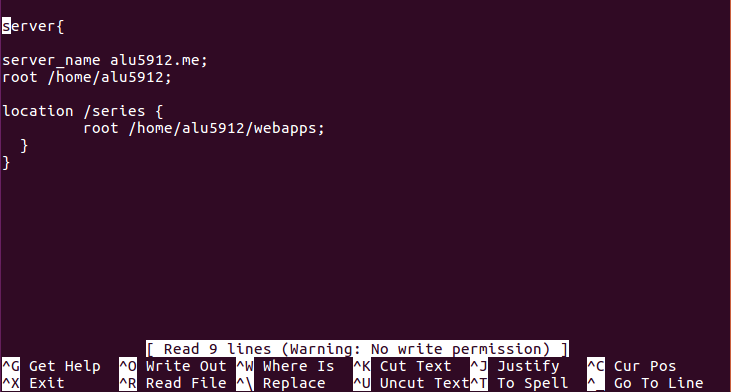 server{
server_name alu5912.me;
root /home/alu5912;
location /series {
root /home/alu5912/webapps;
}
}
[ Read 9 lines (Warning: No write permission) ]
^G Get Help ^O Write Out ^W Where Is ^K Cut Text ^J Justify ^C Cur Pos
^X Exit ^R Read File ^\ Replace ^U Uncut Text ^T To Spell ^_ Go To Line